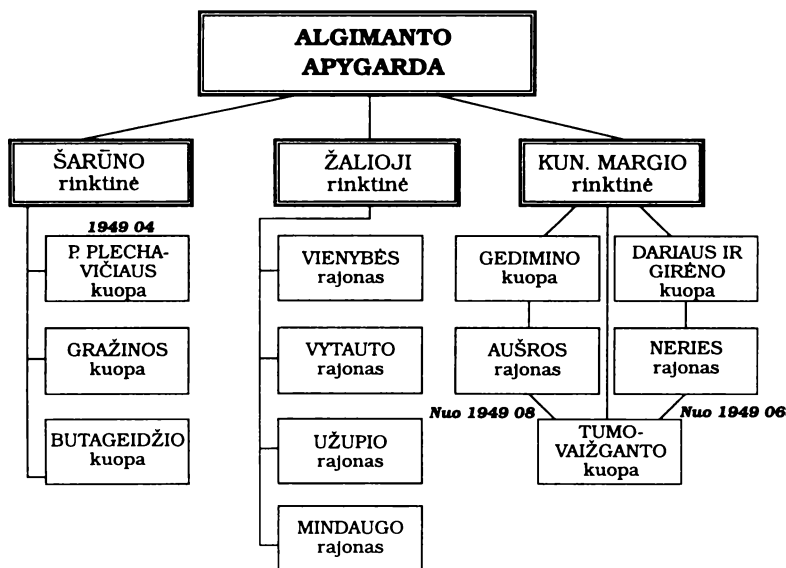 ALGIMANTO
APYGARDA
ŠARŪNO
rinktinė
ŽALIOJI
rinktinė
KUN. MARGIO
rinktinė
1949 04
P. PLECHA-
VIČIAUS
kuopa
GRAŽINOS
kuopa
BUTAGEIDŽIO
kuopa
VIENYBĖS
rajonas
VYTAUTO
rajonas
UŽUPIO
rajonas
MINDAUGO
rajonas
GEDIMINO
kuopa
DARIAUS IR
GIRĖNO
kuopa
AUŠROS
rajonas
NERIES
rajonas
Nuo 1949 08
Nuo 1949 06
TUMO-
VAIŽGANTO
kuopa